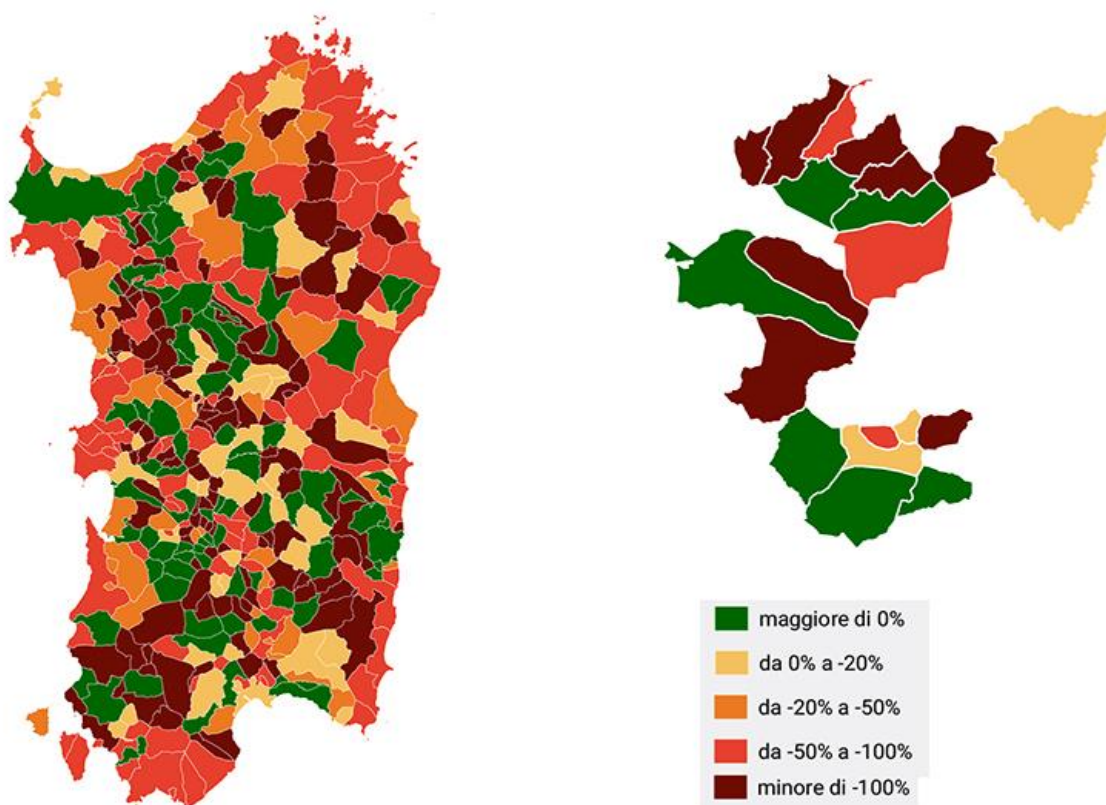 maggiore di 0%
da 0% a -20%
da -20% a -50%
da -50% a -100%
minore di -100%